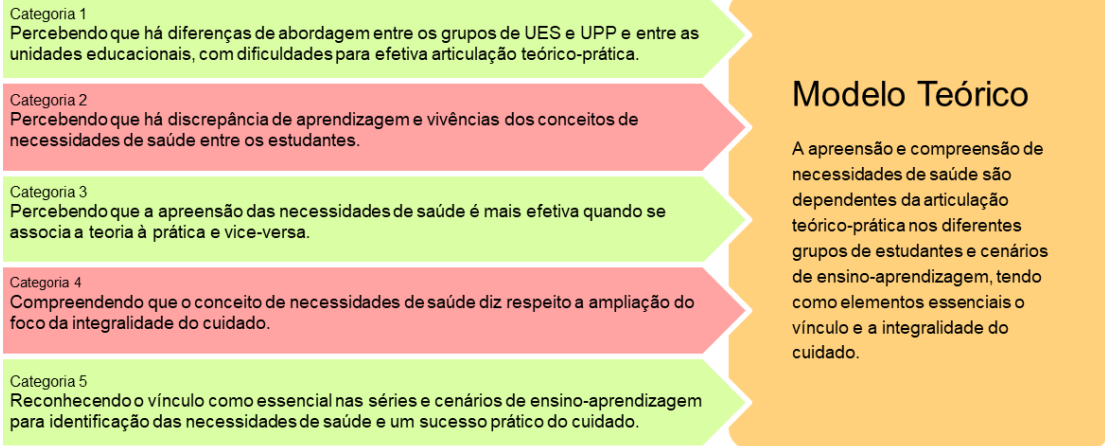 Categoria 1
Percebendo que há diferenças de abordagem entre os grupos de UES e UPP e entre as
unidades educacionais, com dificuldades para efetiva articulação teórico-prática.
Categoria 2
Percebendo que há discrepância de aprendizagem e vivências dos conceitos de
necessidades de saúde entre os estudantes.
Categoria 3
Percebendo que a apreensão das necessidades de saúde é mais efetiva quando se
associa a teoria à prática e vice-versa.
Categoria 4
Compreendendo que o conceito de necessidades de saúde diz respeito a ampliação do
foco da integralidade do cuidado.
Categoria 5
Reconhecendo o vínculo como essencial nas séries e cenários de ensino-aprendizagem
para identificação das necessidades de saúde e um sucesso prático do cuidado.
Modelo Teórico
A apreensão e compreensão de
necessidades de saúde são
dependentes da articulação
teórico-prática nos diferentes
grupos de estudantes e cenários
de ensino-aprendizagem, tendo
como elementos essenciais o
vínculo e a integralidade do
cuidado.